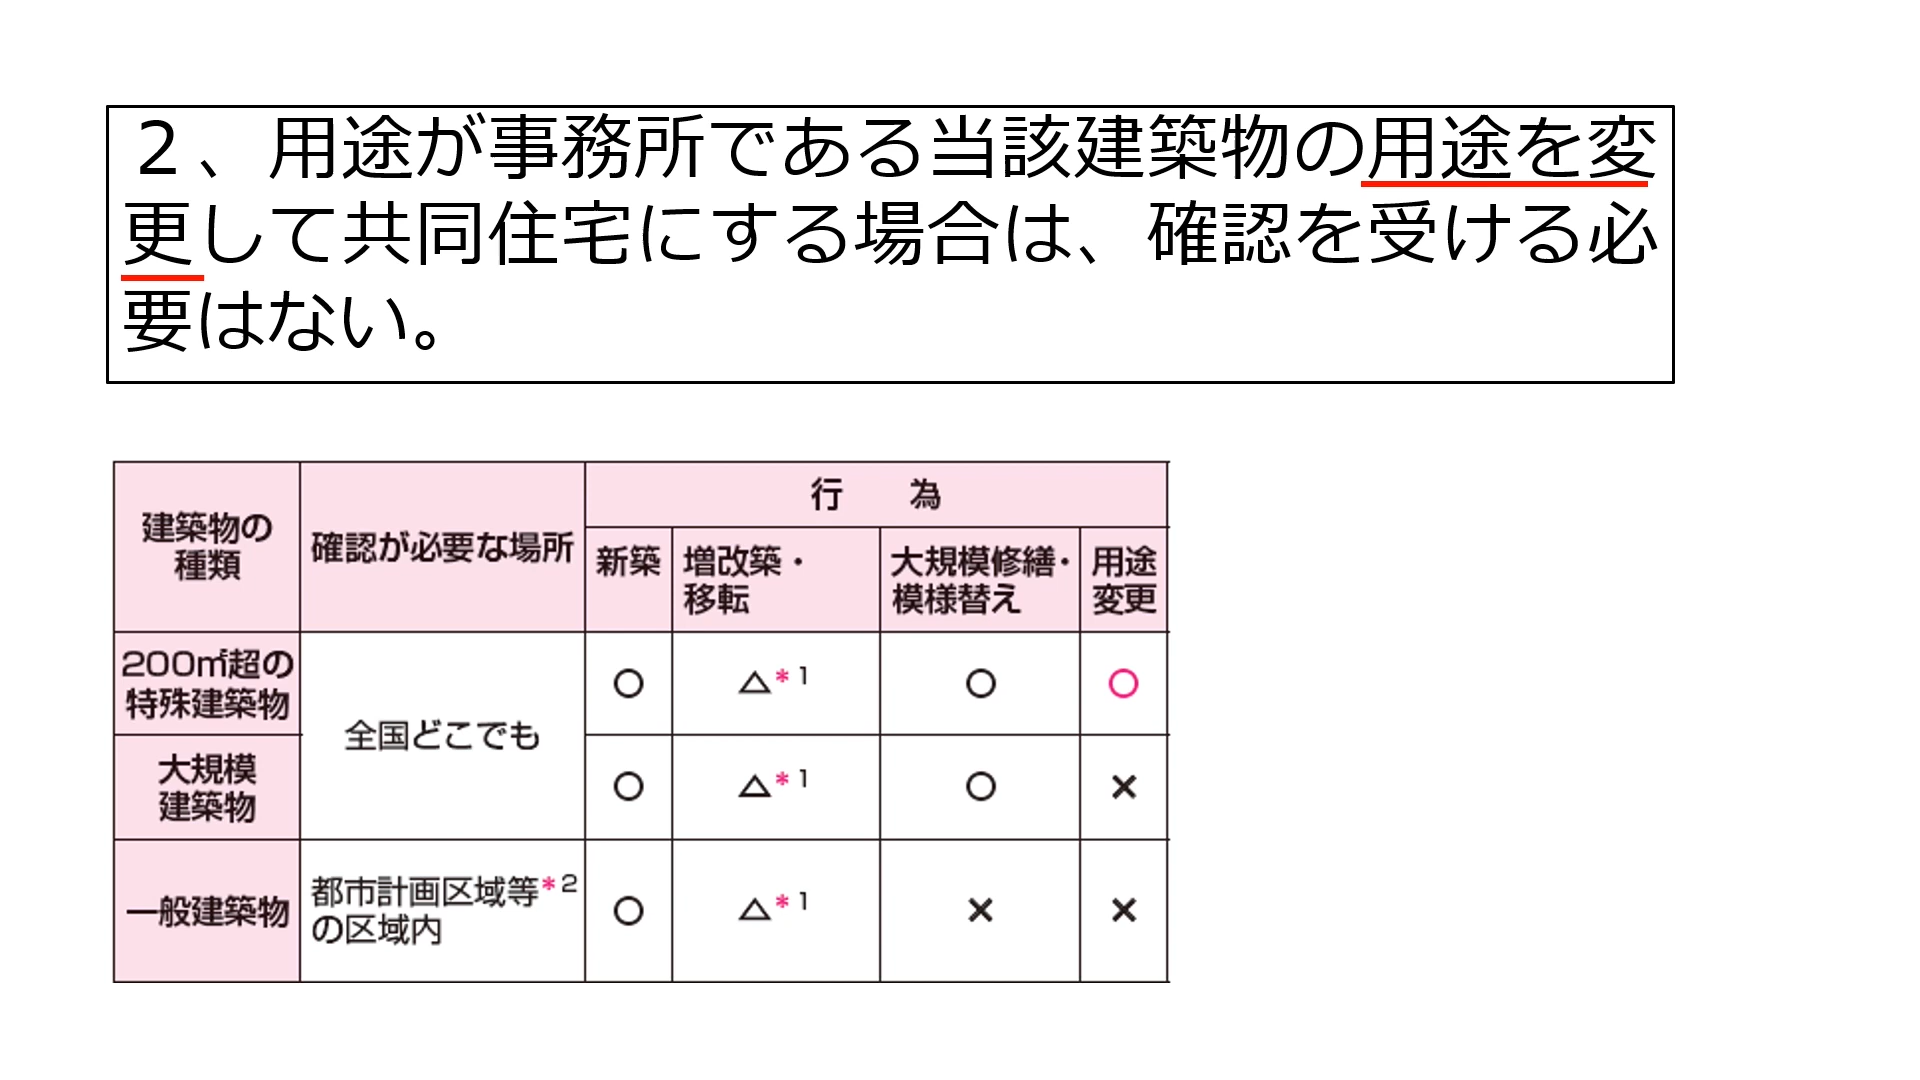 ２、用途が事務所である当該建築物の用途を変
更して共同住宅にする場合は、確認を受ける必
要はない。
建築物の
種類
確認が必要な場所
行　為
新築
増改築・
移転
大規模修繕・
模様替え
用途
変更
200㎡超の
特殊建築物
全国どこでも
○ △*1 ○ ○
大規模
建築物
○ △*1 ○ ×
一般建築物
都市計画区域等*2
の区域内
○ △*1 × ×